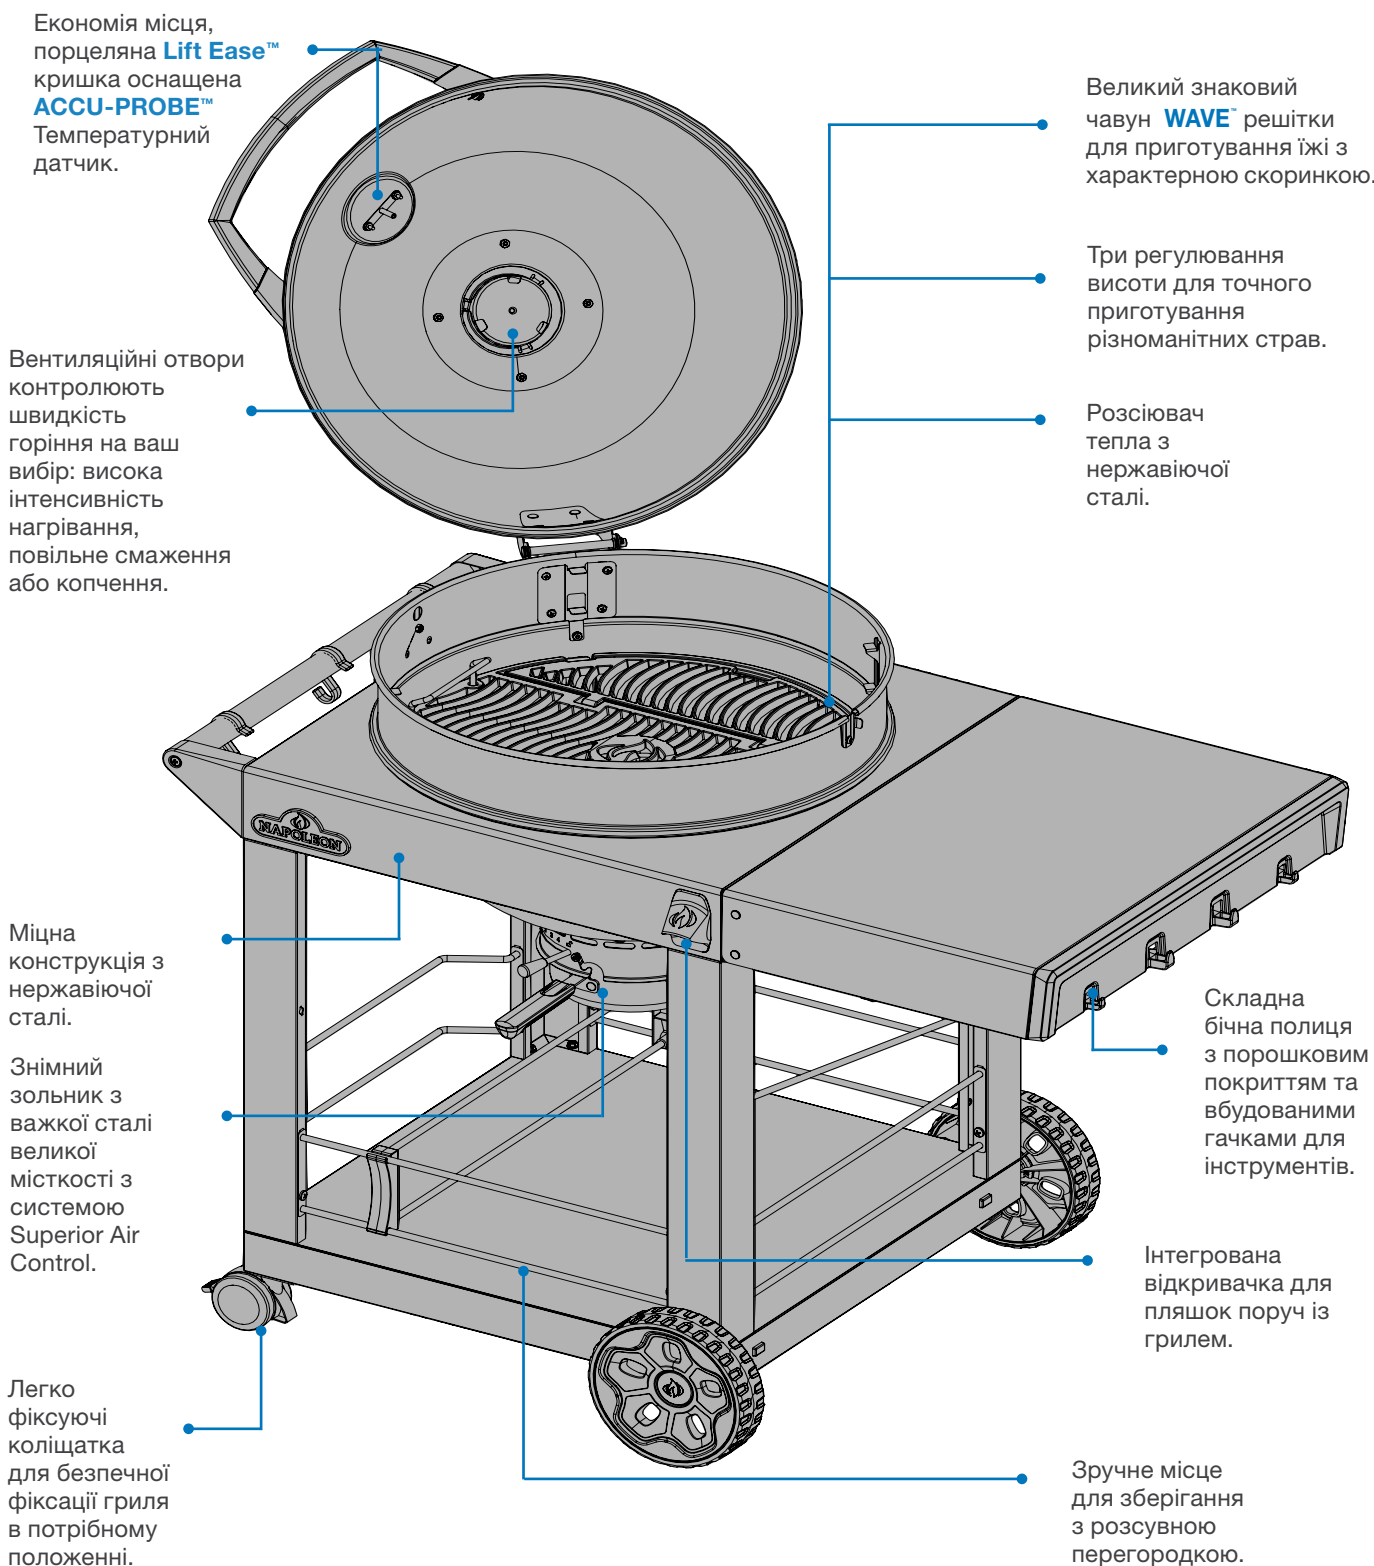 Економія місця,
порцеляна Lift Ease™
кришка оснащена
ACCU-PROBE™
Температурний
датчик.
Великий знаковий
чавун WAVE™ решітки
для приготування їжі з
характерною скоринкою.
Три регулювання
висоти для точного
приготування
різноманітних страв.
Вентиляційні отвори
контролюють
швидкість
горіння на ваш
вибір: висока
інтенсивність
нагрівання,
повільне смаження
або копчення.
Розсіювач
тепла з
нержавіючої
сталі.
NAPOLEON
Міцна
конструкція з
нержавіючої
сталі.
Знімний
зольник з
важкої сталі
великої
місткості з
системою
Superior Air
Control.
Складна
бічна полиця
з порошковим
покриттям та
вбудованими
гачками для
інструментів.
Інтегрована
відкривачка для
пляшок поруч із
грилем.
Легко
фіксуючі
коліщатка
для безпечної
фіксації гриля
в потрібному
положенні.
Зручне місце
для зберігання
з розсувною
перегородкою.